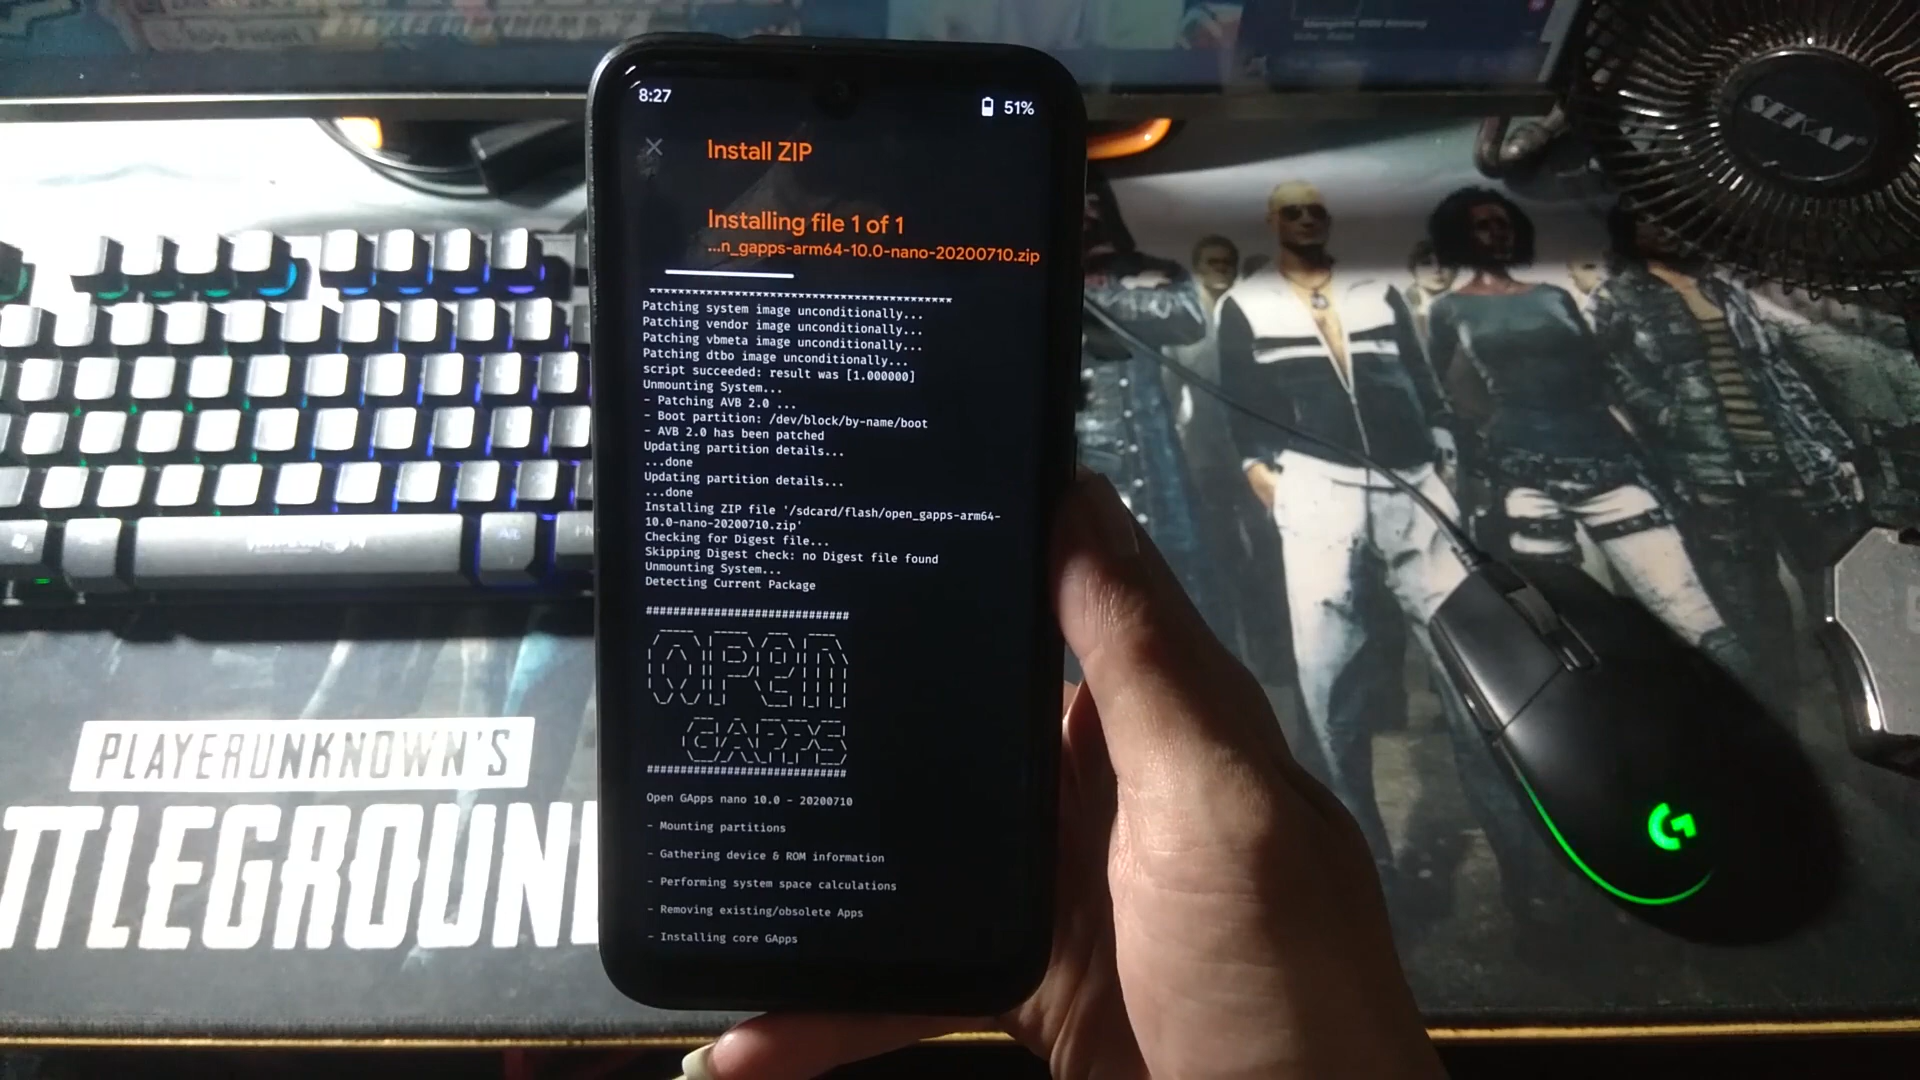 8:27
51%
Install ZIP
Installing file 1 of 1
...n_gapps-arm64-10.0-nano-20200710.zip
Patching system image unconditionally...
Patching vendor image unconditionally...
Patching vbmeta image unconditionally...
Patching dtbo image unconditionally...
script succeeded: result was [1.000000]
Unmounting System...
- Patching AVB 2.0 ...
- Boot partition: /dev/block/by-name/boot
- AVB 2.0 has been patched
Updating partition details...
...done
Updating partition details...
...done
Installing ZIP file '/sdcard/flash/open_gapps-arm64-
10.0-nano-20200710.zip'
Checking for Digest file...
Skipping Digest check: no Digest file found
Unmounting System...
Detecting Current Package
##############################
OPEN
GAPPS
##############################
Open GApps nano 10.0 - 20200710
- Mounting partitions
- Gathering device & ROM information
- Performing system space calculations
- Removing existing/obsolete Apps
- Installing core GApps
PLAYERUNKNOWN'S
TTLEGROUN
SEKAI
G